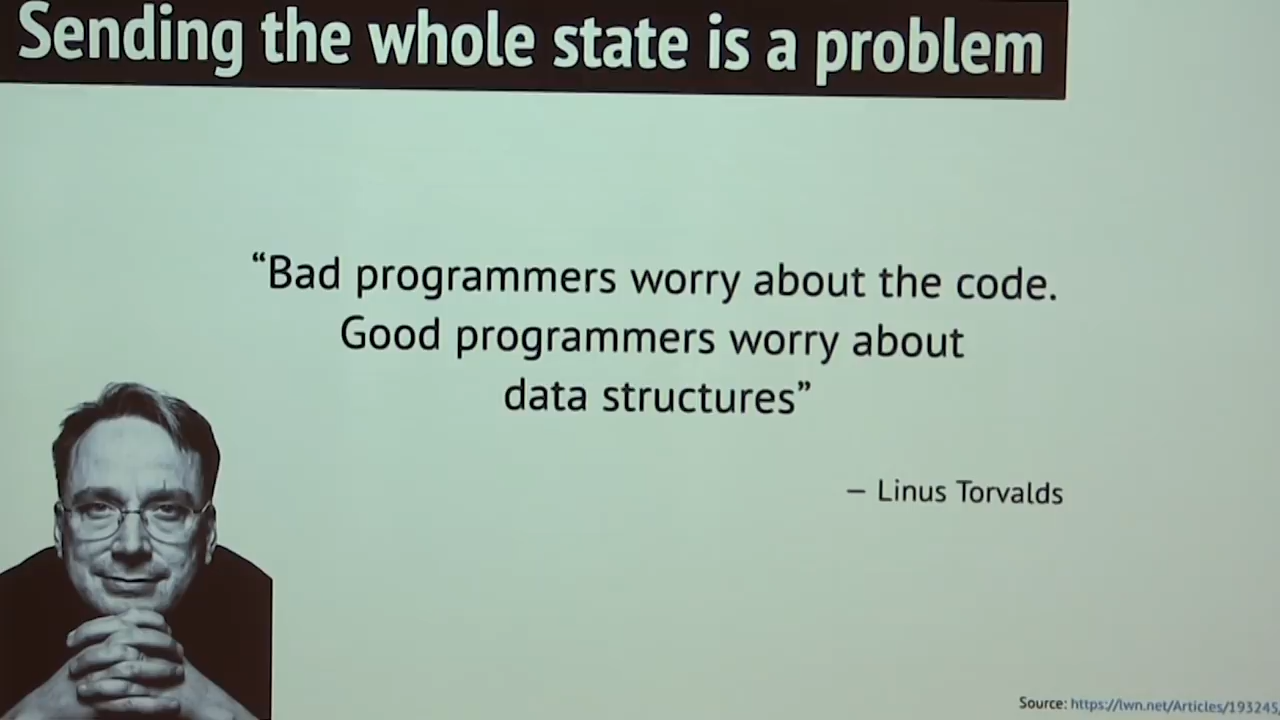 Sending the whole state is a problem
“Bad programmers worry about the code.
Good programmers worry about
data structures”
– Linus Torvalds
Source: https://lwn.net/Articles/193245/